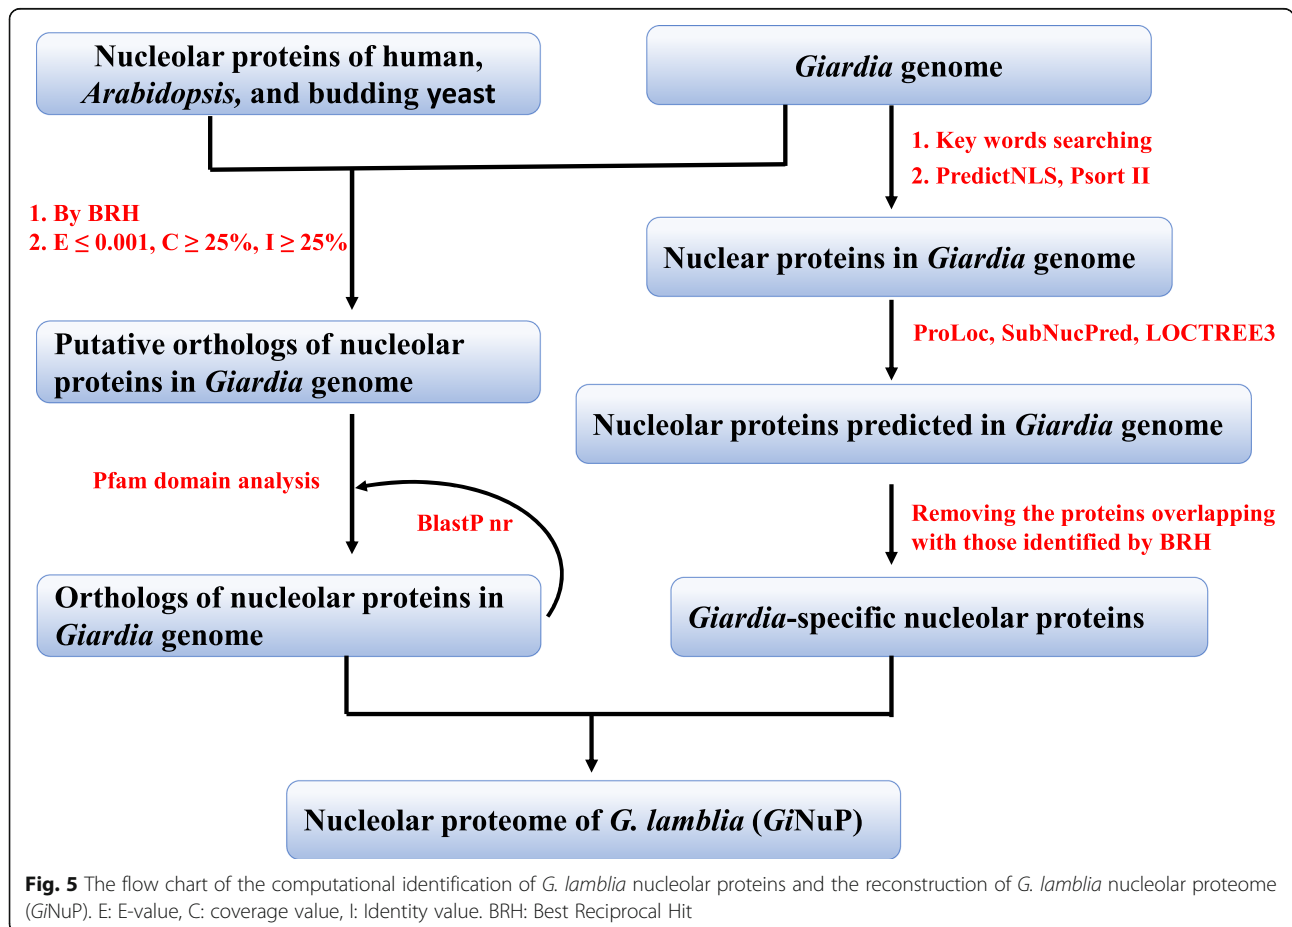 Nucleolar proteins of human,
Arabidopsis, and budding yeast
Giardia genome
1. Key words searching
2. PredictNLS, Psort II
1. By BRH
2. E ≤ 0.001, C ≥ 25%, I ≥ 25%
Nuclear proteins in Giardia genome
Putative orthologs of nucleolar
proteins in Giardia genome
ProLoc, SubNucPred, LOCTREE3
Nucleolar proteins predicted in Giardia genome
Pfam domain analysis
BlastP nr
Removing the proteins overlapping
with those identified by BRH
Orthologs of nucleolar proteins in
Giardia genome
Giardia-specific nucleolar proteins
Nucleolar proteome of G. lamblia (GiNuP)
Fig. 5 The flow chart of the computational identification of G. lamblia nucleolar proteins and the reconstruction of G. lamblia nucleolar proteome
(GiNuP). E: E-value, C: coverage value, I: Identity value. BRH: Best Reciprocal Hit